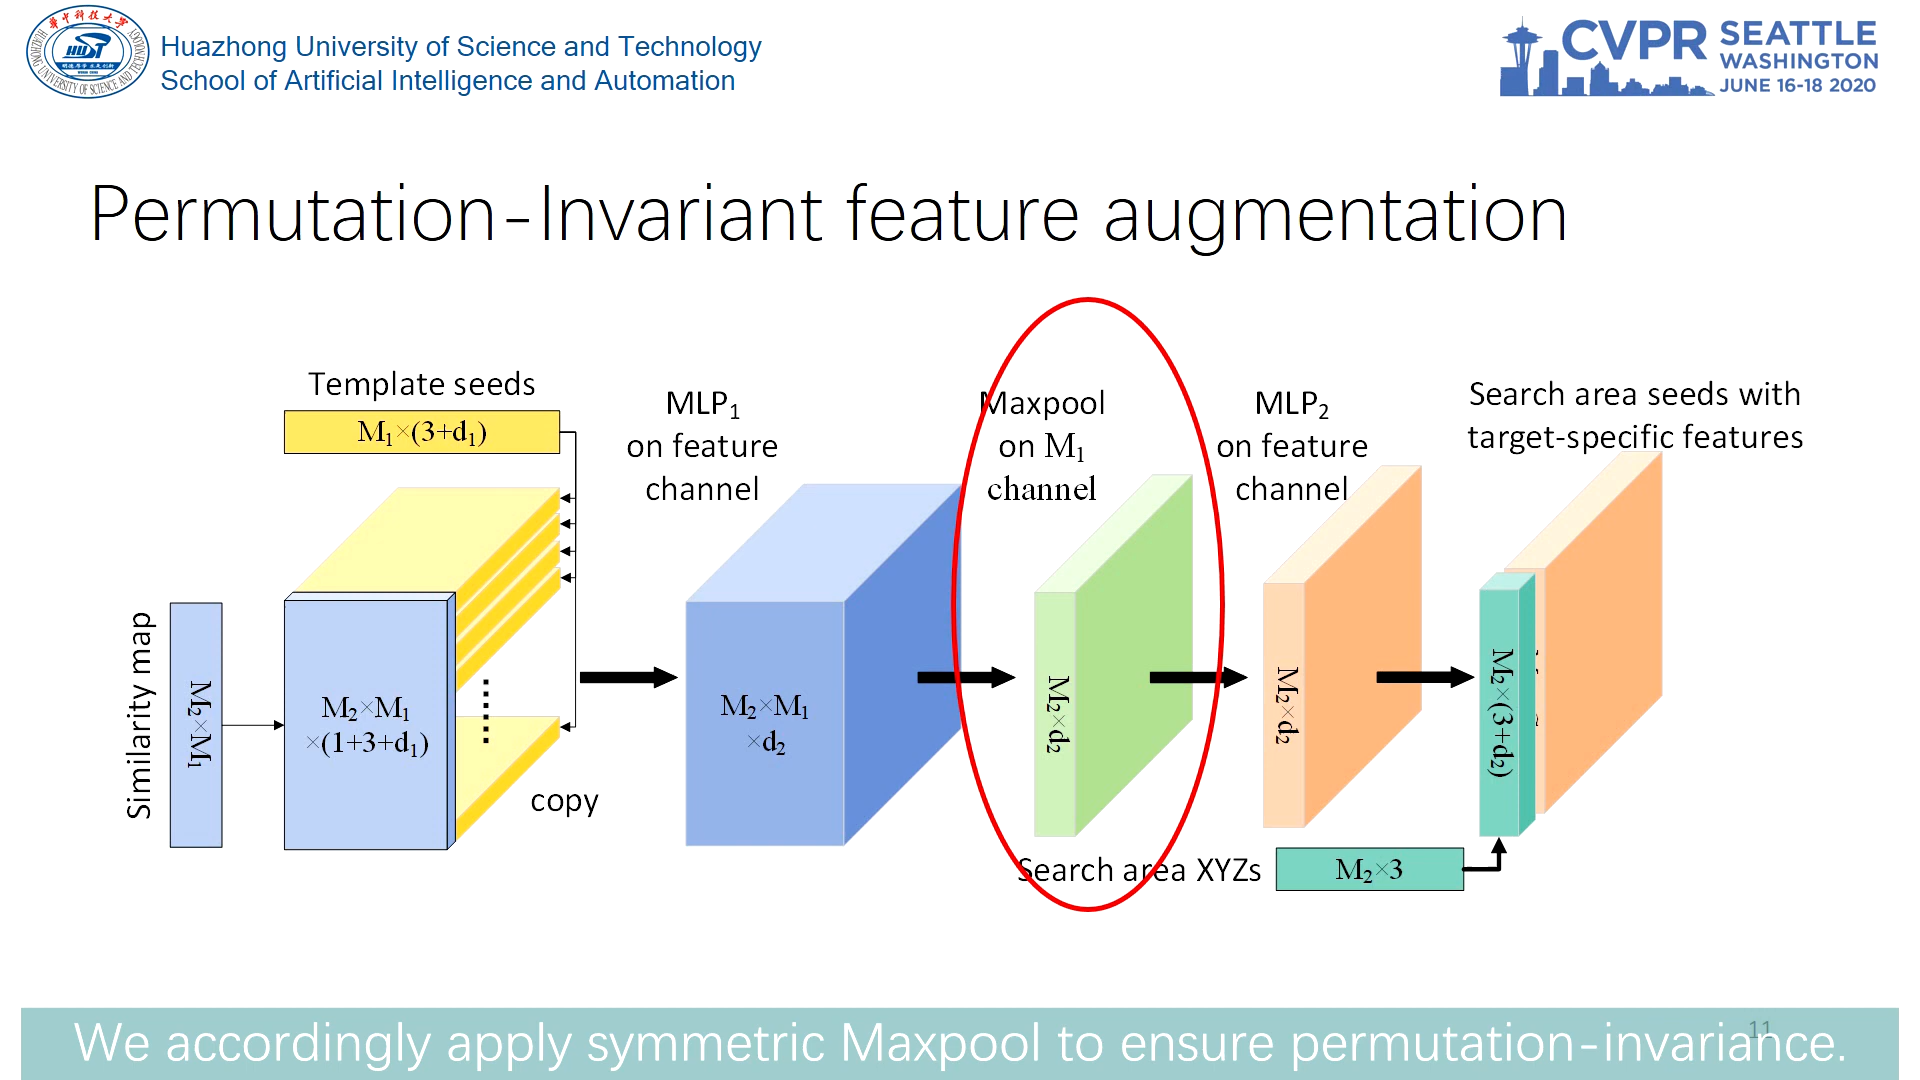 Huazhong University of Science and Technology
School of Artificial Intelligence and Automation
CVPR SEATTLE
WASHINGTON
JUNE 16-18 2020
Permutation-Invariant feature augmentation
Template seeds
M₁×(3+d₁)
MLP₁
on feature
channel
Maxpool
on M₁
channel
MLP₂
on feature
channel
Search area seeds with
target-specific features
Similarity map
M₂×M₁
M₂×M₁
×(1+3+d₁)
copy
M₂×M₁
×d₂
M₂×d₂
M₂×d₂
M₂×(3+d₂)
Search area XYZs
M₂×3
We accordingly apply symmetric Maxpool to ensure permutation-invariance.
11